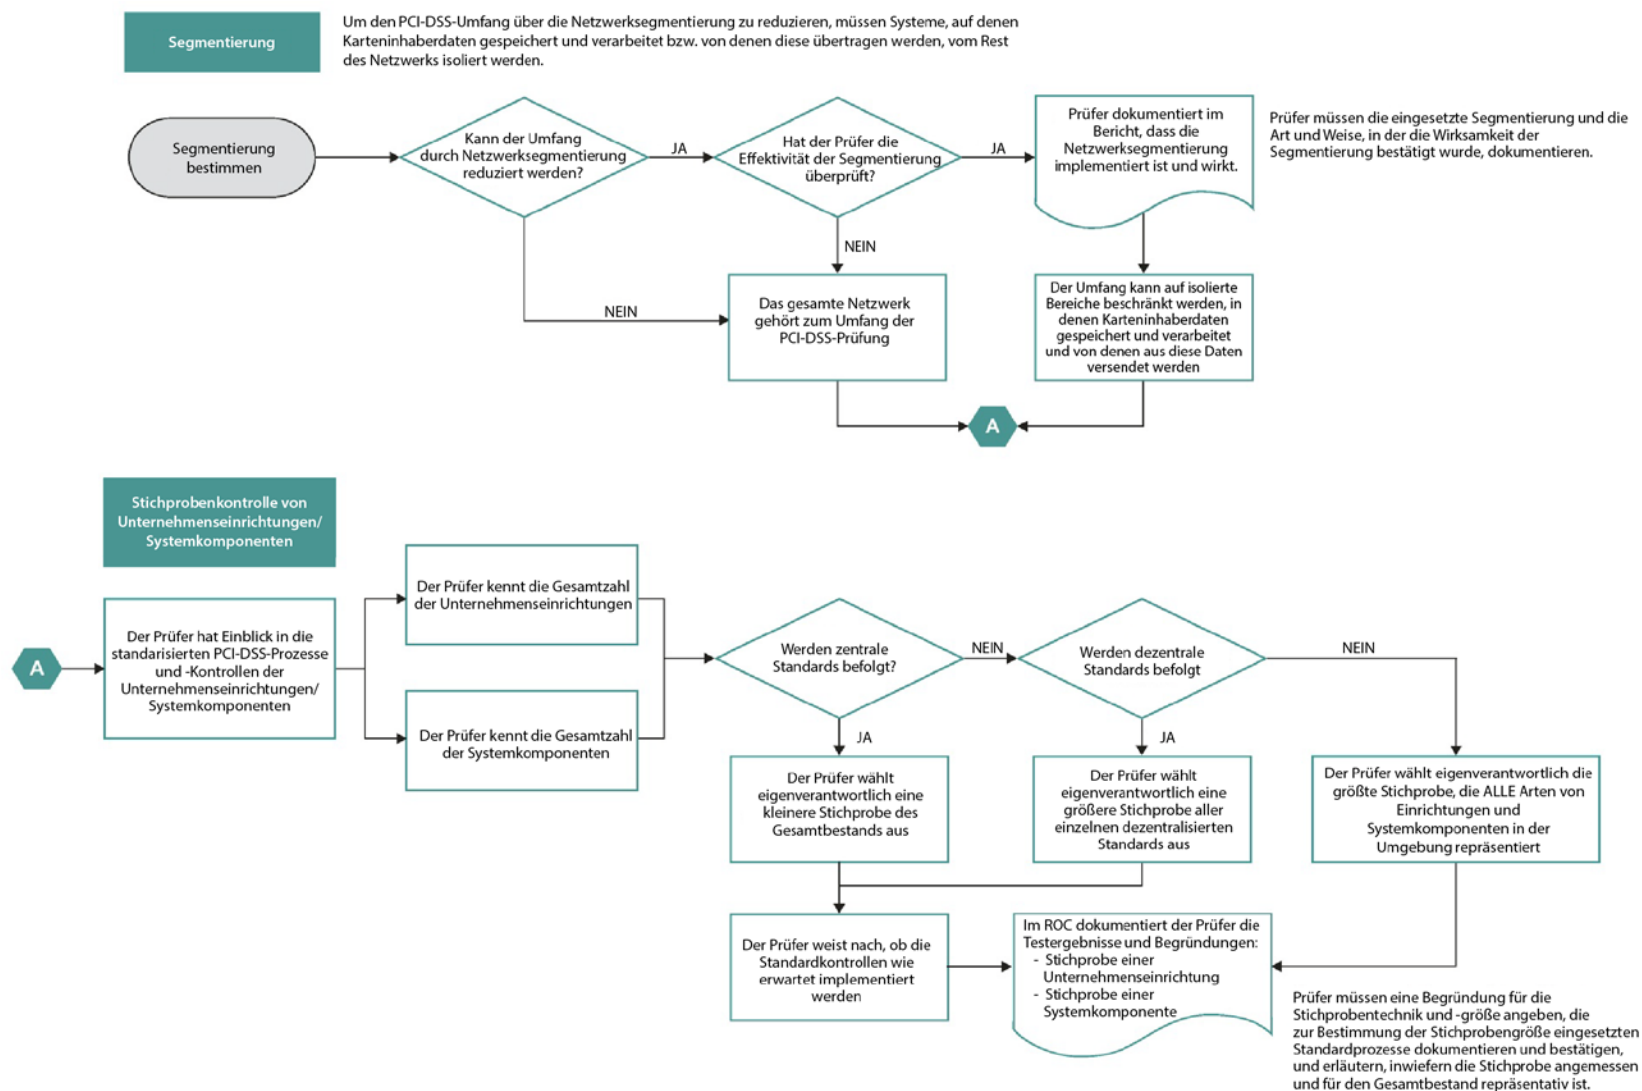 Segmentierung
Um den PCI-DSS-Umfang über die Netzwerksegmentierung zu reduzieren, müssen Systeme, auf denen
Karteninhaberdaten gespeichert und verarbeitet bzw. von denen diese übertragen werden, vom Rest
des Netzwerks isoliert werden.
Segmentierung
bestimmen
Kann der Umfang
durch Netzwerksegmentierung
reduziert werden?
JA
Hat der Prüfer die
Effektivität der Segmentierung
überprüft?
JA
Prüfer dokumentiert im
Bericht, dass die
Netzwerksegmentierung
implementiert ist und wirkt.
Prüfer müssen die eingesetzte Segmentierung und die
Art und Weise, in der die Wirksamkeit der
Segmentierung bestätigt wurde, dokumentieren.
NEIN
NEIN
Das gesamte Netzwerk
gehört zum Umfang der
PCI-DSS-Prüfung
Der Umfang kann auf isolierte
Bereiche beschränkt werden, in
denen Karteninhaberdaten
gespeichert und verarbeitet
und von denen aus diese Daten
versendet werden
A
Stichprobenkontrolle von
Unternehmenseinrichtungen/
Systemkomponenten
A
Der Prüfer hat Einblick in die
standarisierten PCI-DSS-Prozesse
und -Kontrollen der
Unternehmenseinrichtungen/
Systemkomponenten
Der Prüfer kennt die Gesamtzahl
der Unternehmenseinrichtungen
Der Prüfer kennt die Gesamtzahl
der Systemkomponenten
Werden zentrale
Standards befolgt?
NEIN
Werden dezentrale
Standards befolgt
NEIN
JA
JA
Der Prüfer wählt
eigenverantwortlich eine
kleinere Stichprobe des
Gesamtbestands aus
Der Prüfer wählt
eigenverantwortlich eine
größere Stichprobe aller
einzelnen dezentralisierten
Standards aus
Der Prüfer wählt eigenverantwortlich die
größte Stichprobe, die ALLE Arten von
Einrichtungen und
Systemkomponenten in der
Umgebung repräsentiert
Der Prüfer weist nach, ob die
Standardkontrollen wie
erwartet implementiert
werden
Im ROC dokumentiert der Prüfer die
Testergebnisse und Begründungen:
- Stichprobe einer
Unternehmenseinrichtung
- Stichprobe einer
Systemkomponente
Prüfer müssen eine Begründung für die
Stichprobentechnik und -größe angeben, die
zur Bestimmung der Stichprobengröße eingesetzten
Standardprozesse dokumentieren und bestätigen,
und erläutern, inwiefern die Stichprobe angemessen
und für den Gesamtbestand repräsentativ ist.